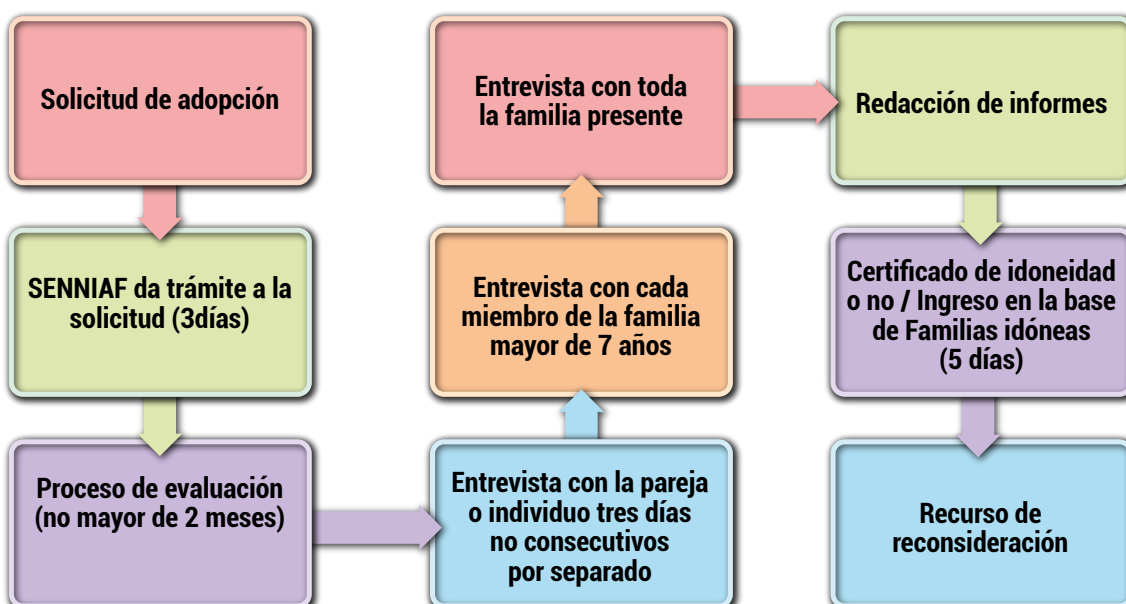 Solicitud de adopción
SENNIAF da trámite a la
solicitud (3días)
Proceso de evaluación
(no mayor de 2 meses)
Entrevista con la pareja
o individuo tres días
no consecutivos
por separado
Entrevista con cada
miembro de la familia
mayor de 7 años
Entrevista con toda
la familia presente
Redacción de informes
Certificado de idoneidad
o no / Ingreso en la base
de Familias idóneas
(5 días)
Recurso de
reconsideración